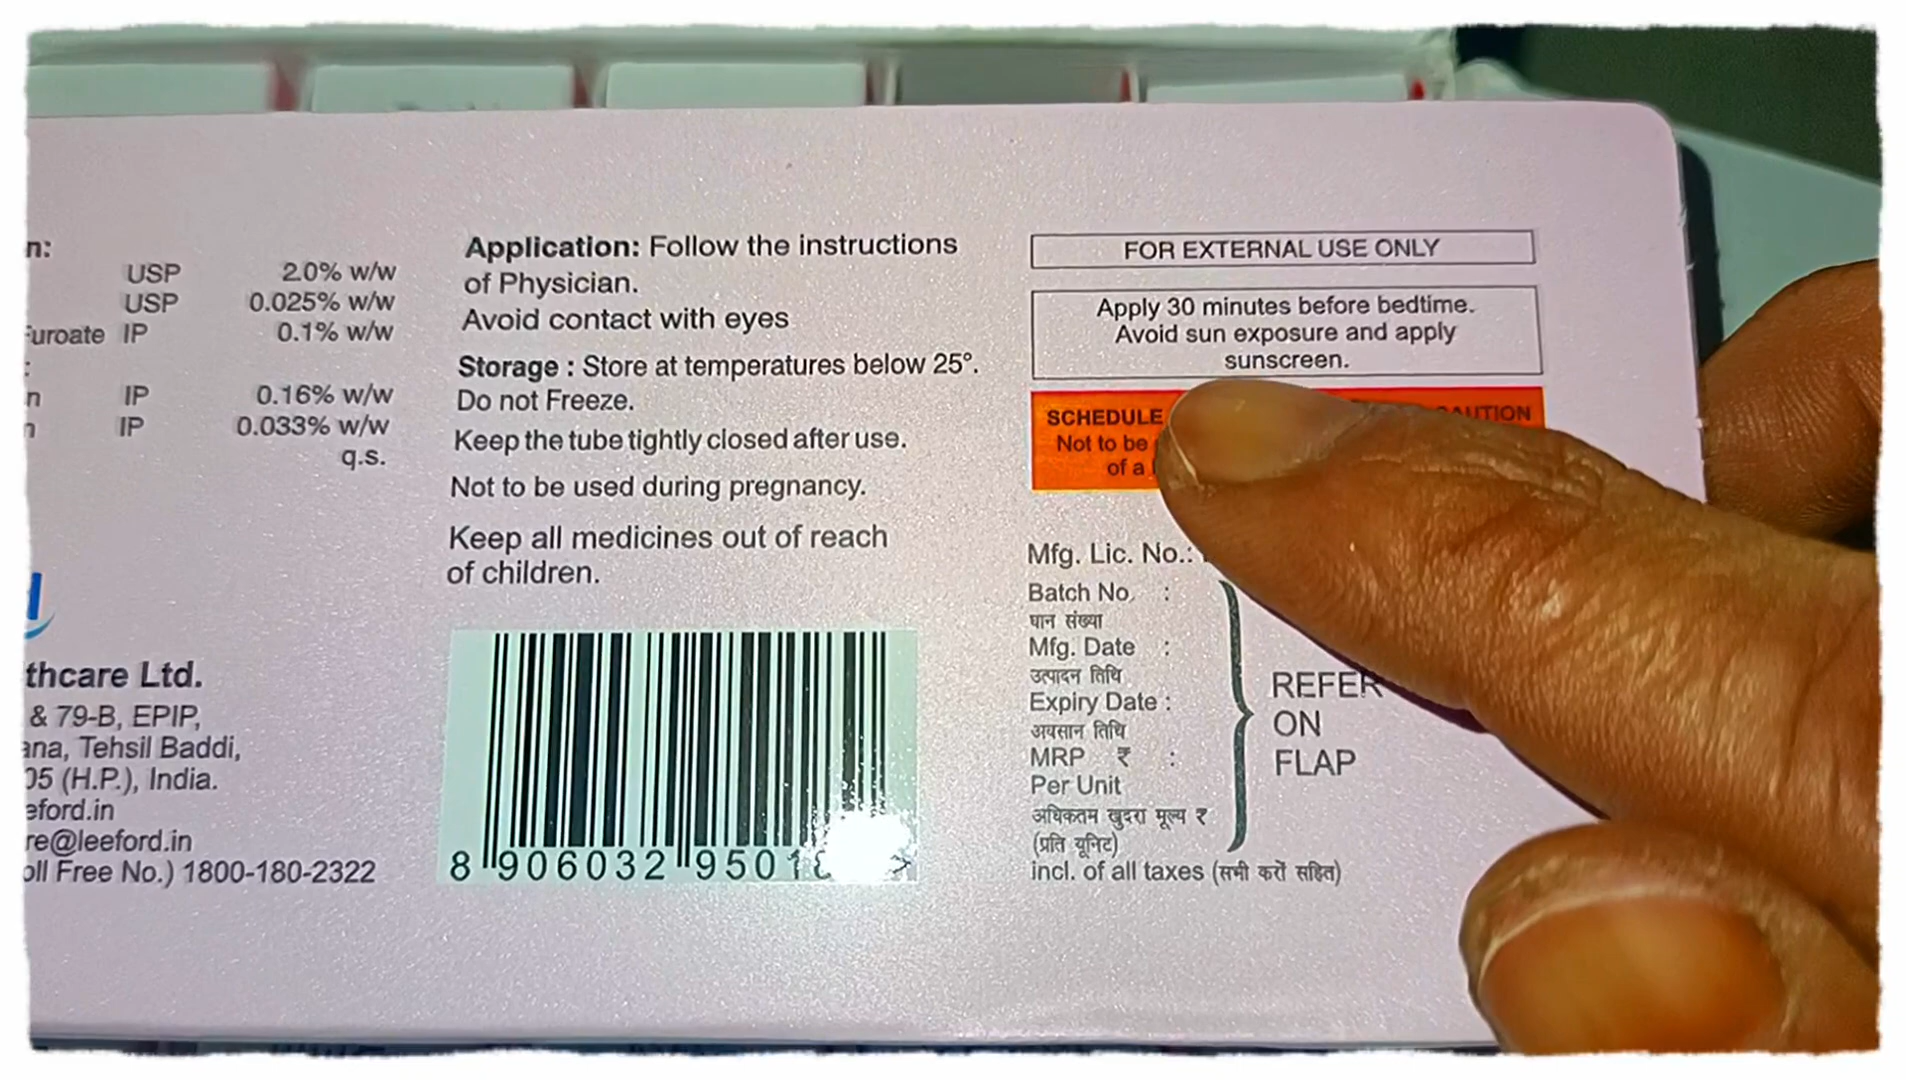 n:
USP 2.0% w/w
USP 0.025% w/w
Furoate IP 0.1% w/w
:
n IP 0.16% w/w
n IP 0.033% w/w
q.s.
thcare Ltd.
& 79-B, EPIP,
ana, Tehsil Baddi,
05 (H.P.), India.
eford.in
re@leeford.in
oll Free No.) 1800-180-2322
Application: Follow the instructions
of Physician.
Avoid contact with eyes
Storage : Store at temperatures below 25°.
Do not Freeze.
Keep the tube tightly closed after use.
Not to be used during pregnancy.
Keep all medicines out of reach
of children.
8 906032 9501
FOR EXTERNAL USE ONLY
Apply 30 minutes before bedtime.
Avoid sun exposure and apply
sunscreen.
SCHEDULE CAUTION
Not to be
of a
Mfg. Lic. No.:
Batch No. :
घान संख्या
Mfg. Date :
उत्पादन तिथि
Expiry Date :
अवसान तिथि
MRP ₹ :
Per Unit
अधिकतम खुदरा मूल्य ₹
(प्रति यूनिट)
incl. of all taxes (सभी करों सहित)
REFER
ON
FLAP